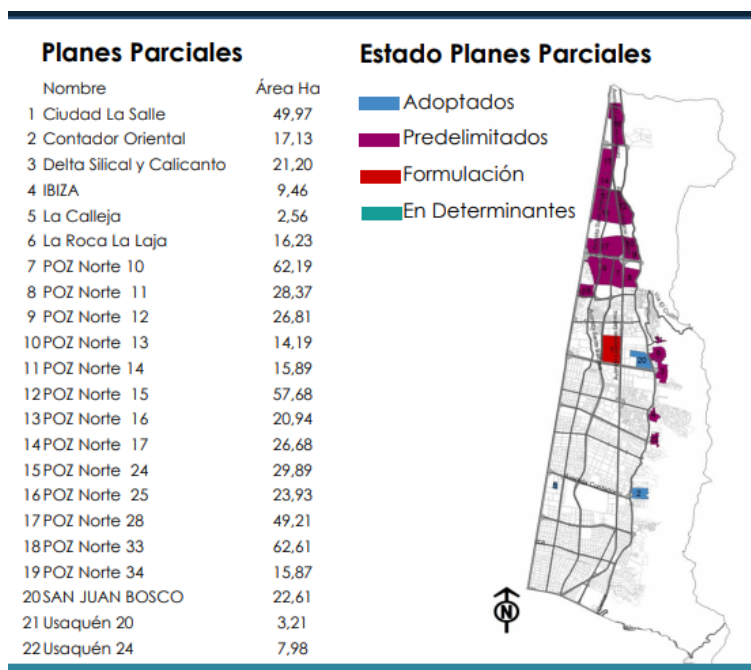 Planes Parciales
Nombre Área Ha
1 Ciudad La Salle 49,97
2 Contador Oriental 17,13
3 Delta Silical y Calicanto 21,20
4 IBIZA 9,46
5 La Calleja 2,56
6 La Roca La Laja 16,23
7 POZ Norte 10 62,19
8 POZ Norte 11 28,37
9 POZ Norte 12 26,81
10 POZ Norte 13 14,19
11 POZ Norte 14 15,89
12 POZ Norte 15 57,68
13 POZ Norte 16 20,94
14 POZ Norte 17 26,68
15 POZ Norte 24 29,89
16 POZ Norte 25 23,93
17 POZ Norte 28 49,21
18 POZ Norte 33 62,61
19 POZ Norte 34 15,87
20 SAN JUAN BOSCO 22,61
21 Usaquén 20 3,21
22 Usaquén 24 7,98
Estado Planes Parciales
Adoptados
Predelimitados
Formulación
En Determinantes
20
5
2
N